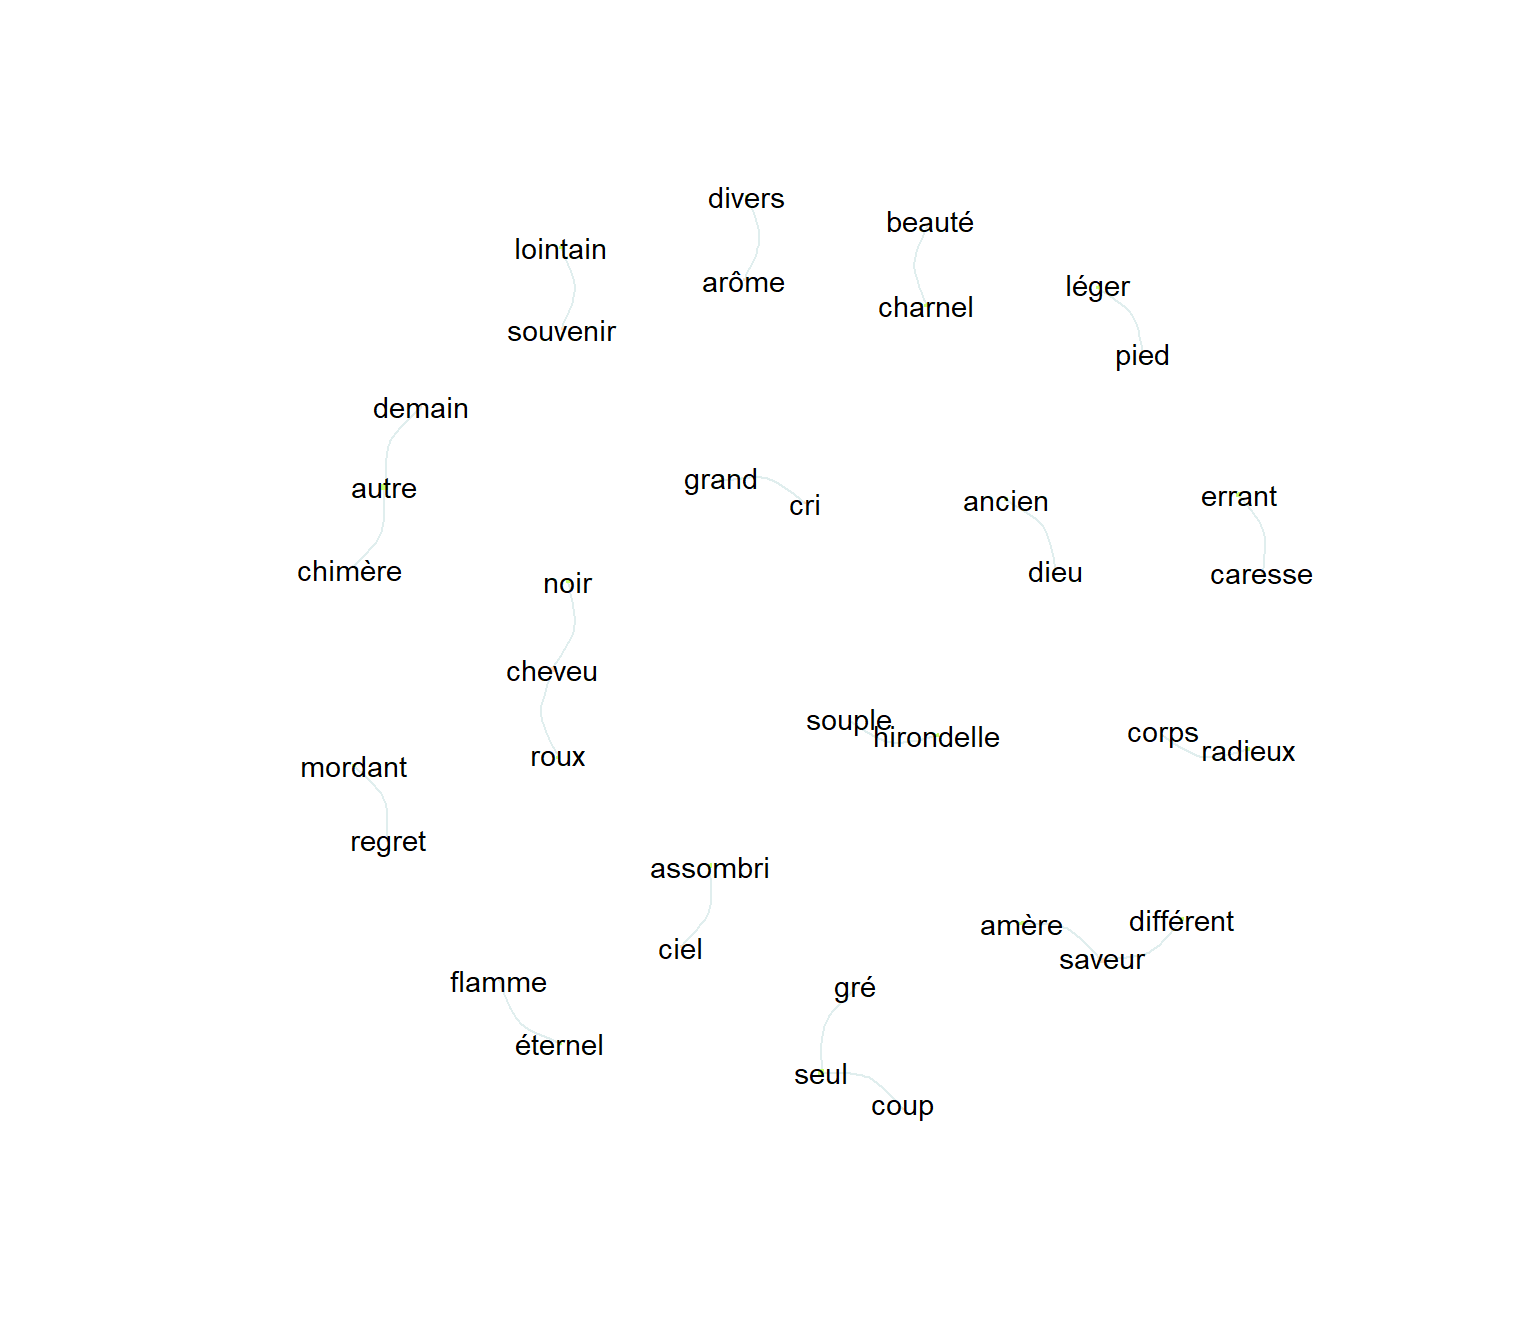 divers
beauté
lointain
arôme
léger
charnel
souvenir
pied
demain
grand
autre
errant
ancien
cri
chimère
dieu
caresse
noir
cheveu
souple
corps
hirondelle
radieux
roux
mordant
regret
assombri
différent
amère
ciel
saveur
flamme
gré
éternel
seul
coup